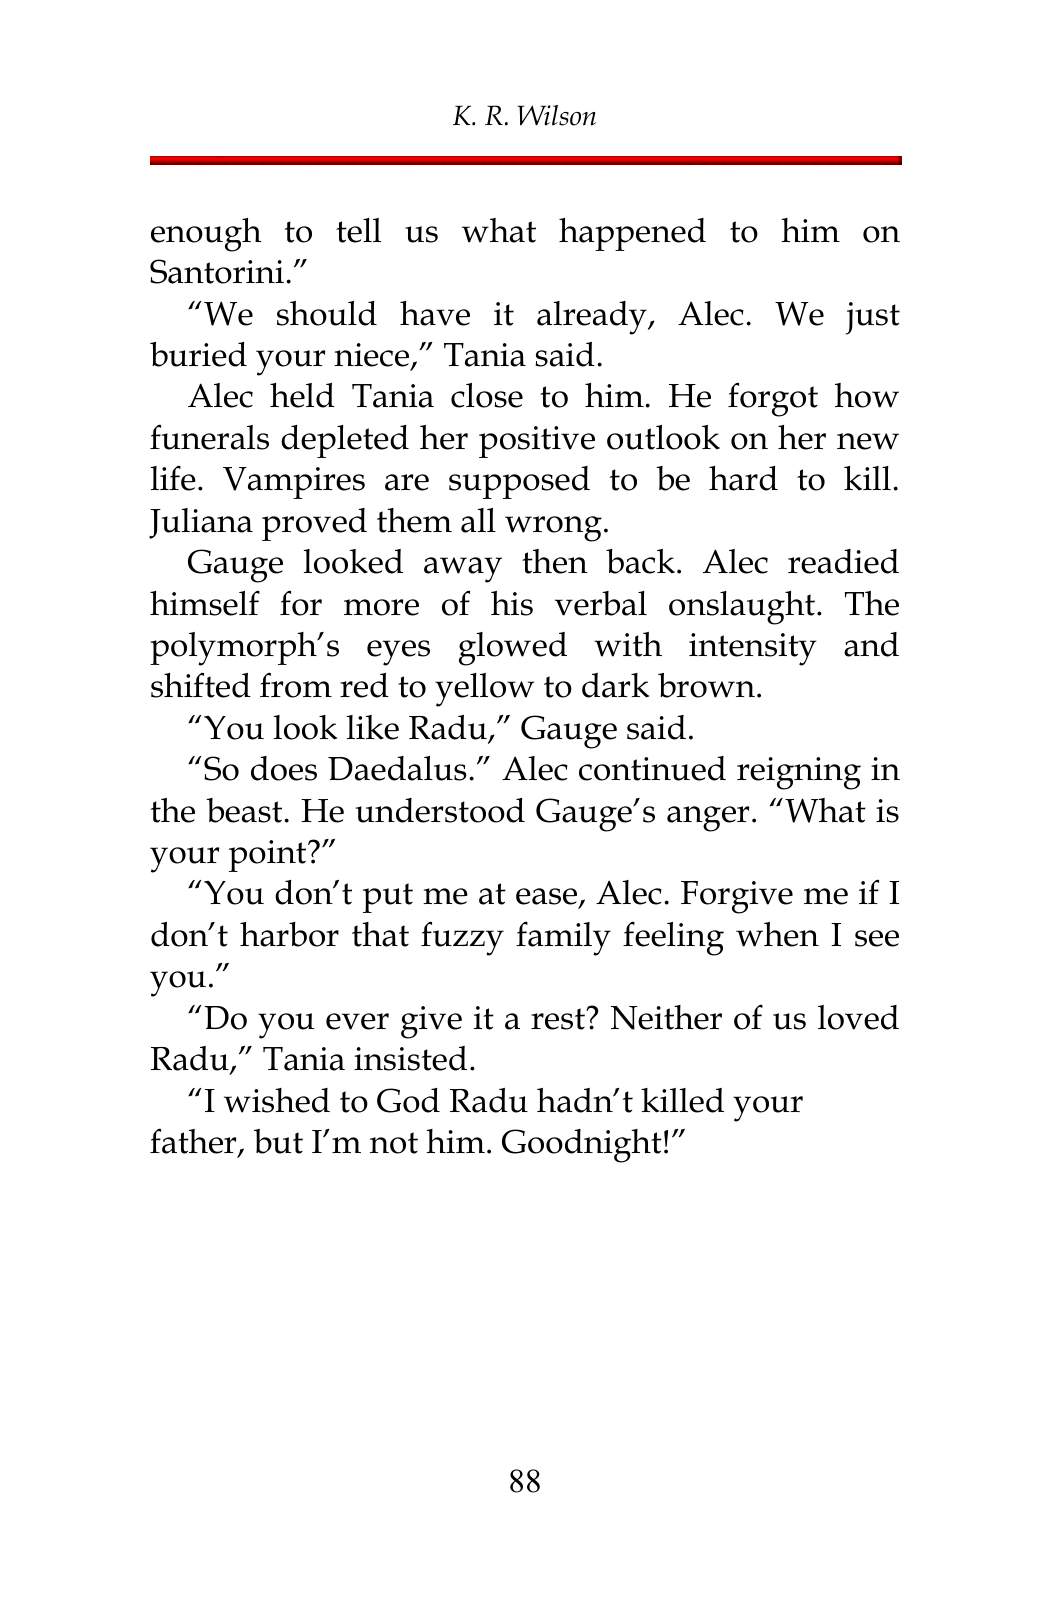 K. R. Wilson
enough to tell us what happened to him on
Santorini.”
“We should have it already, Alec. We just
buried your niece,” Tania said.
Alec held Tania close to him. He forgot how
funerals depleted her positive outlook on her new
life. Vampires are supposed to be hard to kill.
Juliana proved them all wrong.
Gauge looked away then back. Alec readied
himself for more of his verbal onslaught. The
polymorph’s eyes glowed with intensity and
shifted from red to yellow to dark brown.
“You look like Radu,” Gauge said.
“So does Daedalus.” Alec continued reigning in
the beast. He understood Gauge’s anger. “What is
your point?”
“You don’t put me at ease, Alec. Forgive me if I
don’t harbor that fuzzy family feeling when I see
you.”
“Do you ever give it a rest? Neither of us loved
Radu,” Tania insisted.
“I wished to God Radu hadn’t killed your
father, but I’m not him. Goodnight!”
88